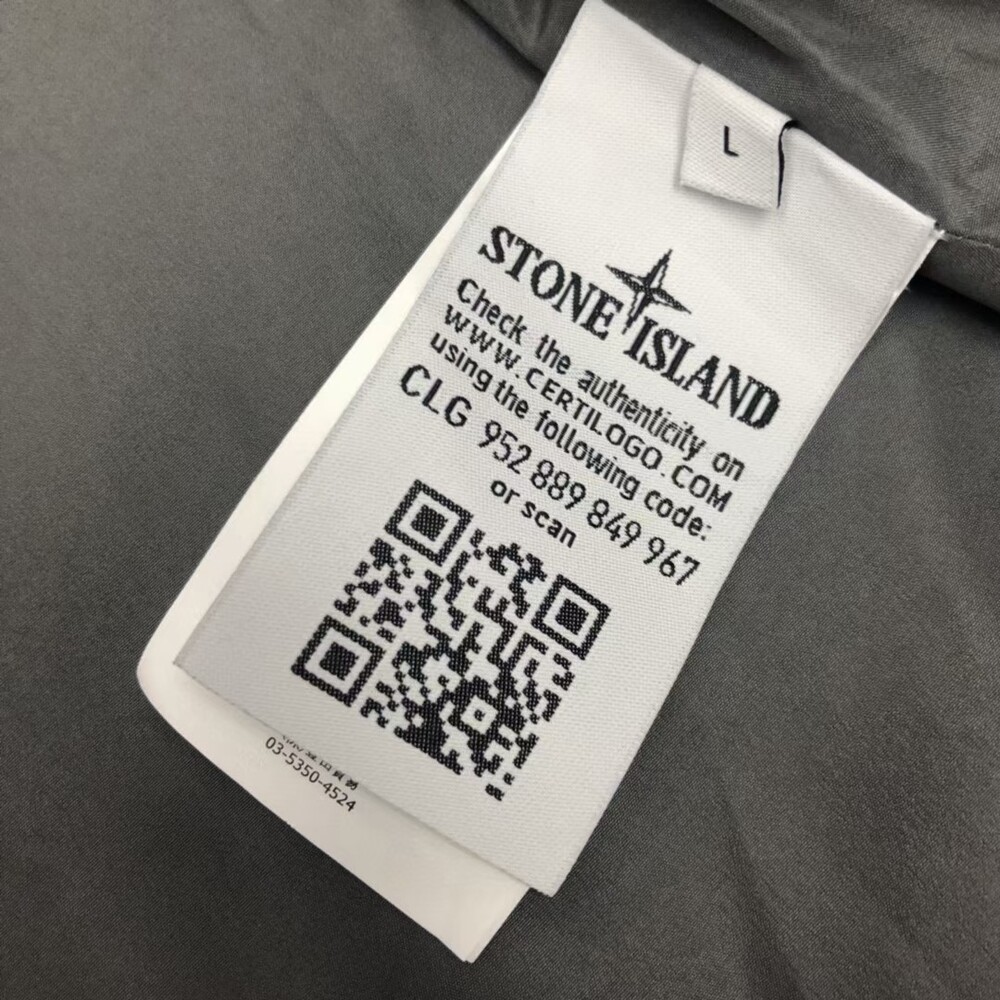 L
STONE ISLAND
Check the authenticity on
WWW.CERTILOGO.COM
using the following code:
CLG 952 889 849 967
or scan
03-5350-4524